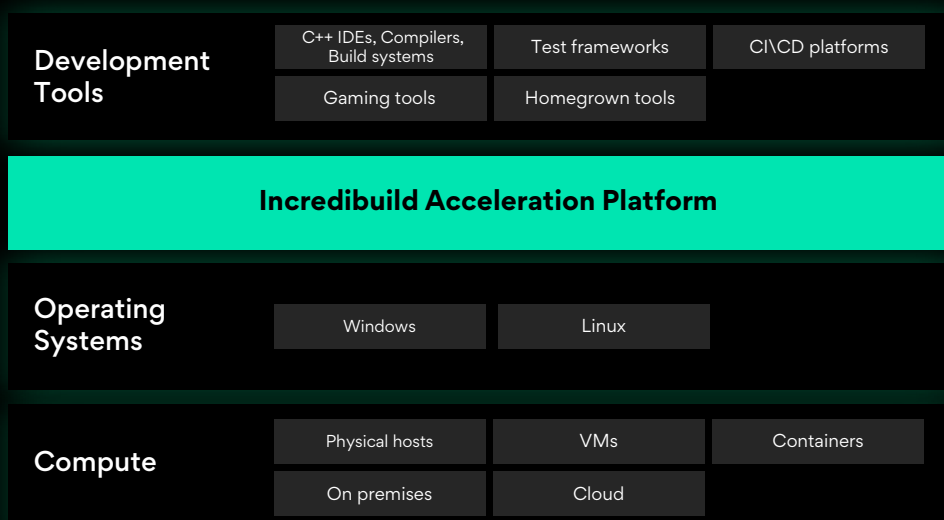 Development
Tools
C++ IDEs, Compilers,
Build systems
Test frameworks
CI\CD platforms
Gaming tools
Homegrown tools
Incredibuild Acceleration Platform
Operating
Systems
Windows
Linux
Compute
Physical hosts
VMs
Containers
On premises
Cloud